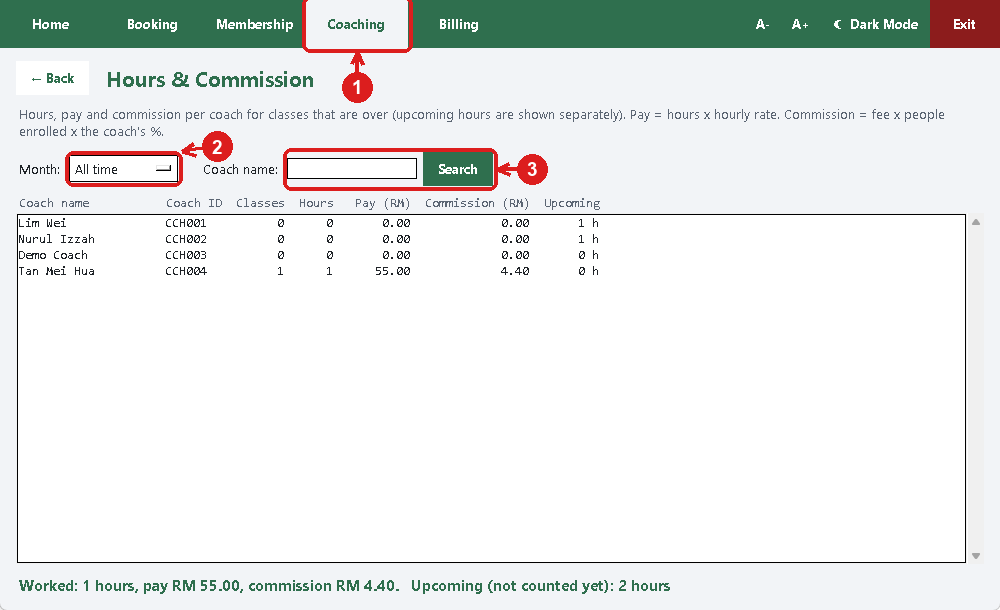 Home Booking Membership Coaching Billing A- A+ ☾ Dark Mode Exit
1
← Back Hours & Commission
Hours, pay and commission per coach for classes that are over (upcoming hours are shown separately). Pay = hours x hourly rate. Commission = fee x people
enrolled x the coach's %.
2
Month: All time Coach name: Search 3
Coach name Coach ID Classes Hours Pay (RM) Commission (RM) Upcoming
Lim Wei CCH001 0 0 0.00 0.00 1 h
Nurul Izzah CCH002 0 0 0.00 0.00 1 h
Demo Coach CCH003 0 0 0.00 0.00 0 h
Tan Mei Hua CCH004 1 1 55.00 4.40 0 h
Worked: 1 hours, pay RM 55.00, commission RM 4.40. Upcoming (not counted yet): 2 hours